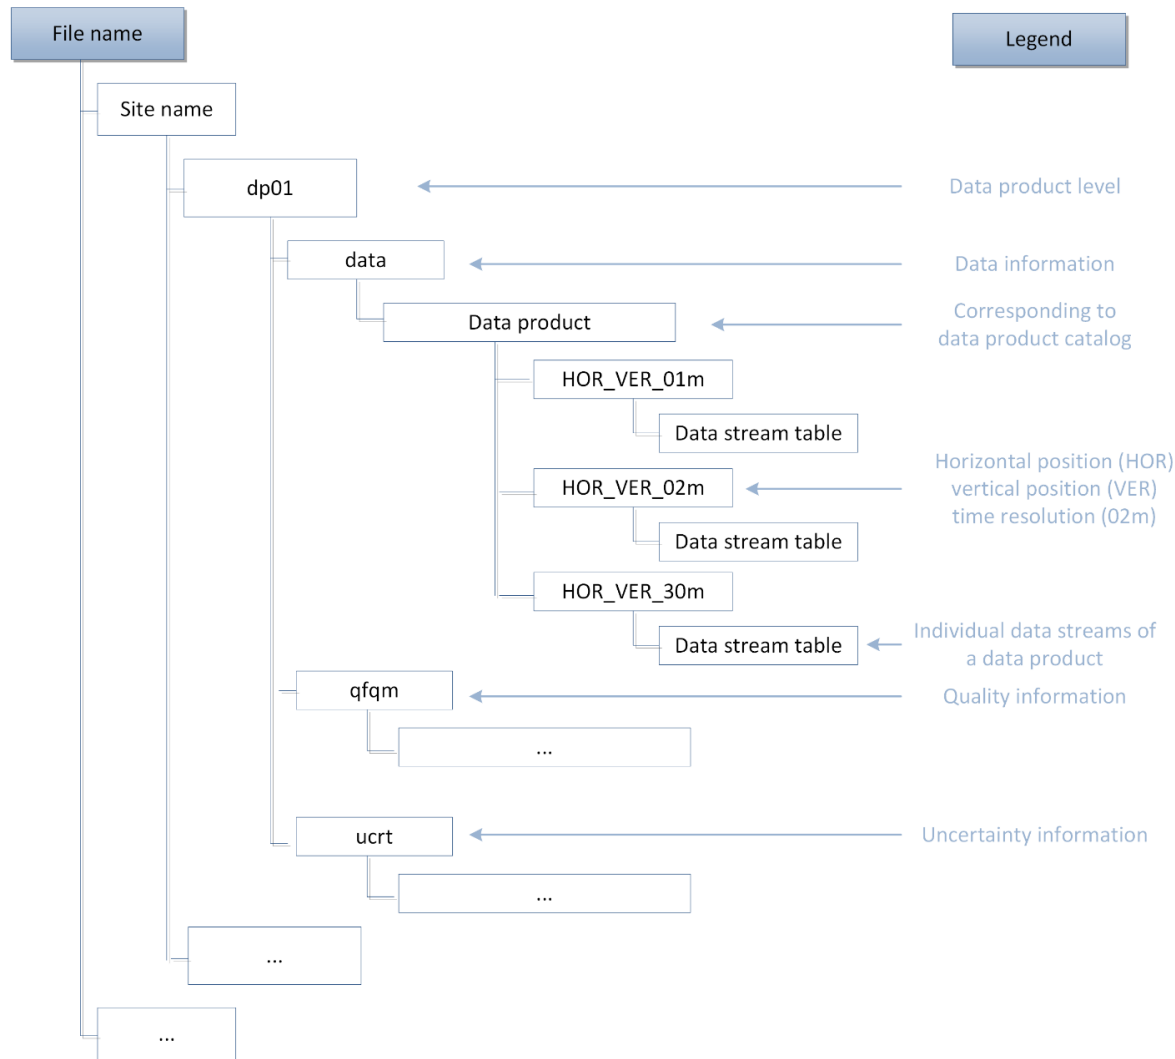 File name
Legend
Site name
dp01
Data product level
data
Data information
Data product
Corresponding to
data product catalog
HOR_VER_01m
Data stream table
HOR_VER_02m
Horizontal position (HOR)
vertical position (VER)
time resolution (02m)
Data stream table
HOR_VER_30m
Data stream table
Individual data streams of
a data product
qfqm
Quality information
...
ucrt
Uncertainty information
...
...
...